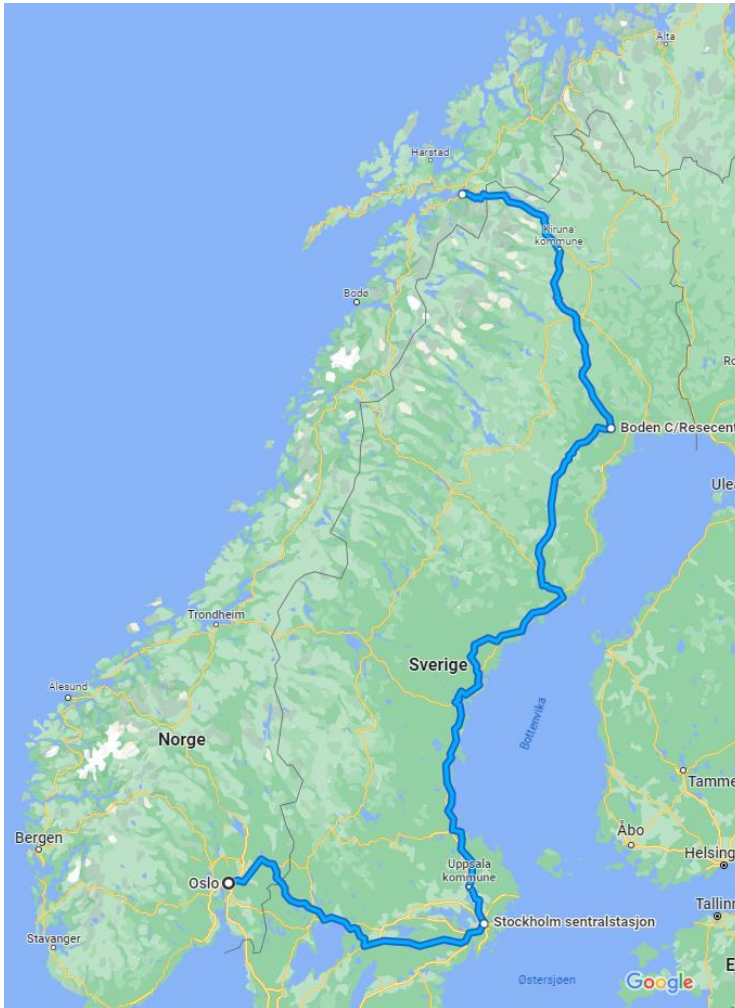 Alta
Harstad
Kiruna
kommune
Bodø
Ro
Boden C/Resecent
Ulea
Trondheim
Ålesund
Sverige
Norge
Bottenvika
Tamme
Bergen
Åbo
Helsing
Oslo
Uppsala
kommune
Tallinn
Stockholm sentralstasjon
Stavanger
E
Østersjøen
Google